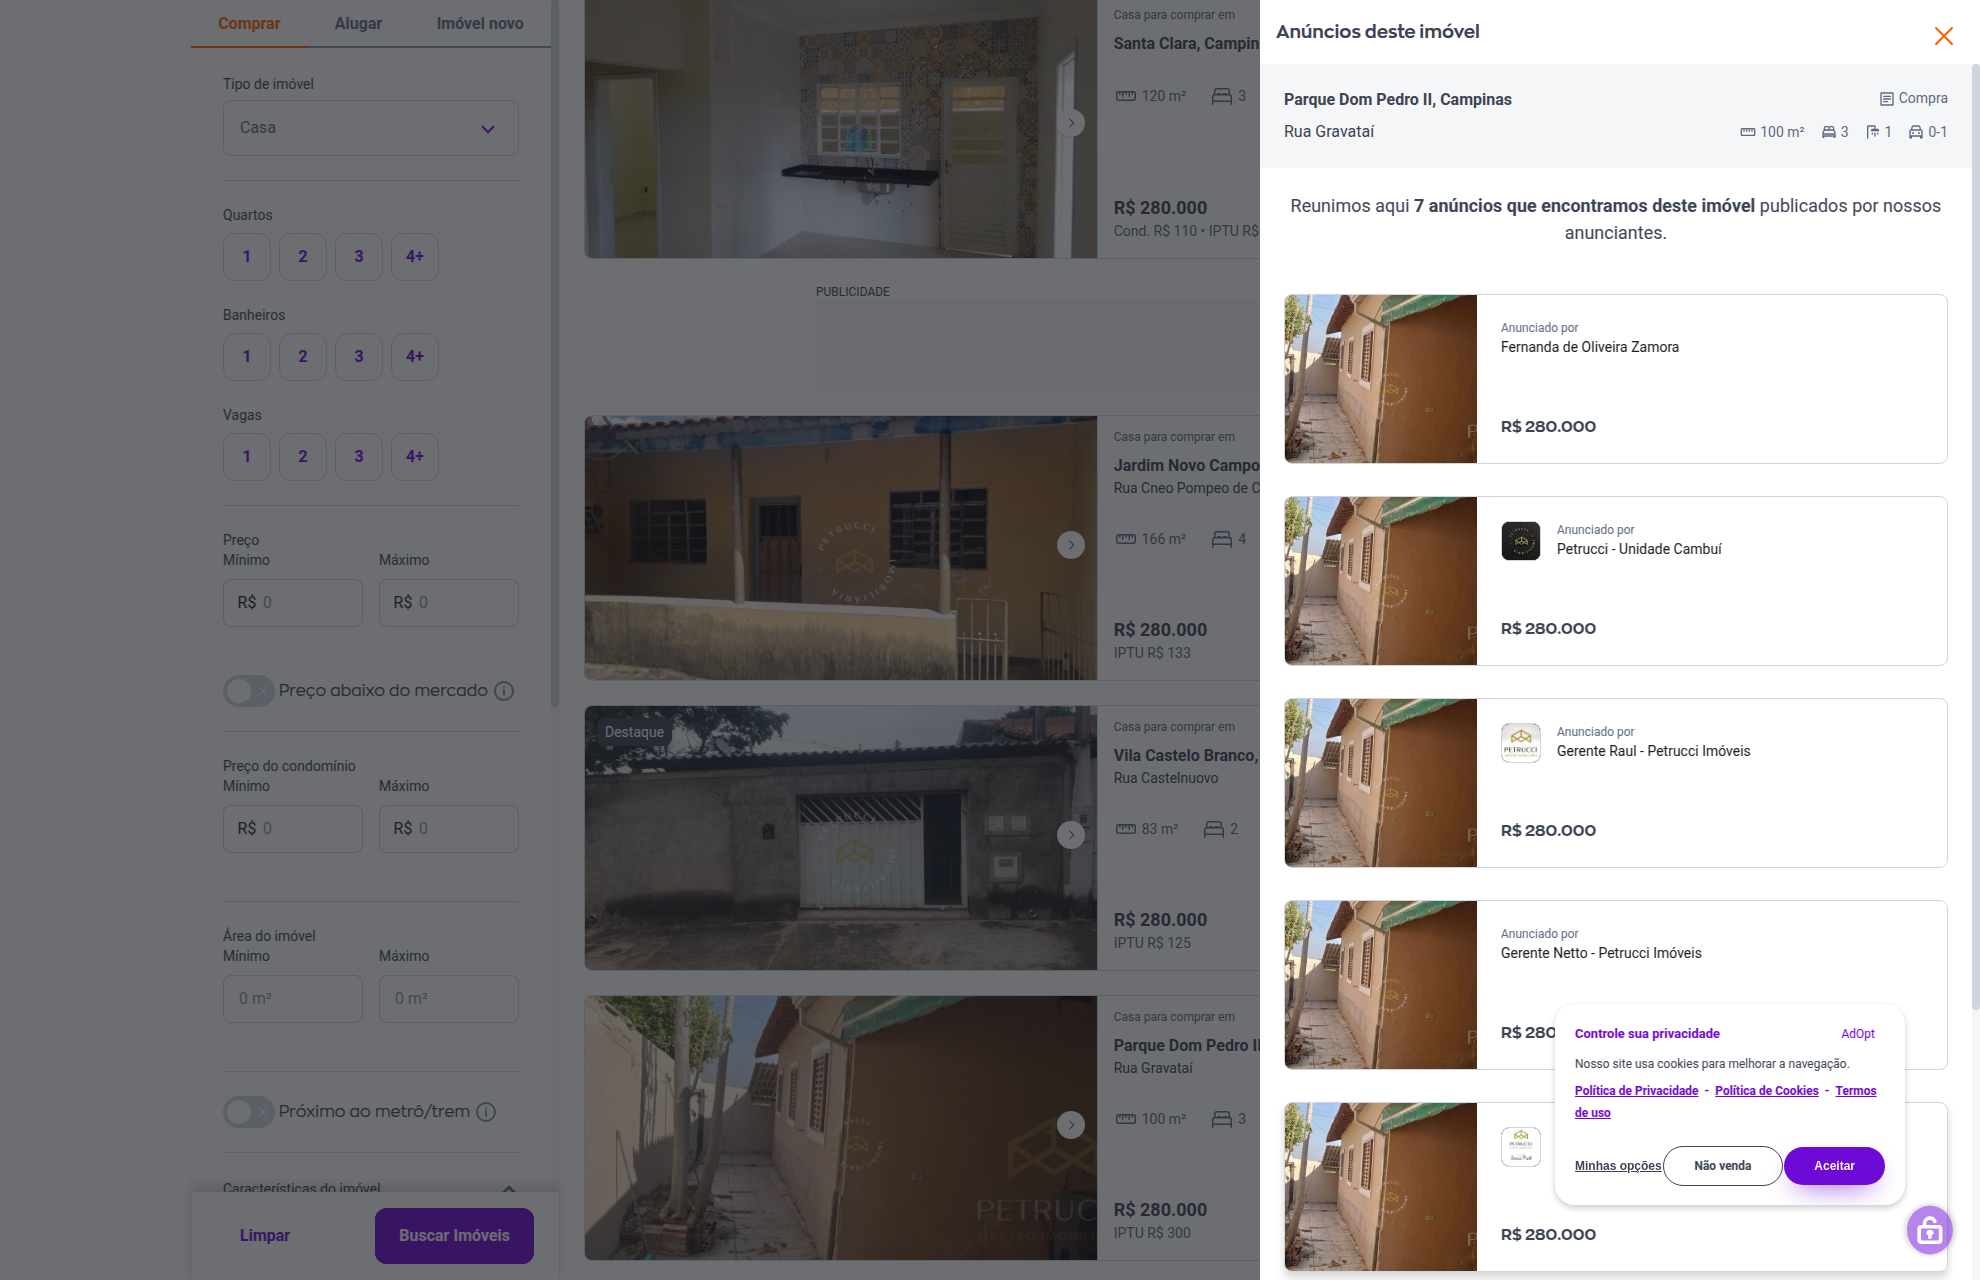 Comprar
Alugar
Imóvel novo
Tipo de imóvel
Casa
Quartos
1
2
3
4+
Banheiros
1
2
3
4+
Vagas
1
2
3
4+
Preço
Mínimo
Máximo
R$ 0
R$ 0
Preço abaixo do mercado
Preço do condomínio
Mínimo
Máximo
R$ 0
R$ 0
Área do imóvel
Mínimo
Máximo
0 m²
0 m²
Próximo ao metrô/trem
Características do imóvel
Limpar
Buscar Imóveis
Casa para comprar em
Santa Clara, Campin
120 m²
3
R$ 280.000
Cond. R$ 110 • IPTU R$
PUBLICIDADE
PETRUCCI
IMOBILIÁRIA
Casa para comprar em
Jardim Novo Campo
Rua Cneo Pompeo de C
166 m²
4
R$ 280.000
IPTU R$ 133
Destaque
PETRUCCI
IMOBILIÁRIA
Casa para comprar em
Vila Castelo Branco,
Rua Castelnuovo
83 m²
2
R$ 280.000
IPTU R$ 125
PETRUC
GESTÃO IMOBILI
Casa para comprar em
Parque Dom Pedro II
Rua Gravataí
100 m²
3
R$ 280.000
IPTU R$ 300
Anúncios deste imóvel
Parque Dom Pedro II, Campinas
Compra
Rua Gravataí
100 m²
3
1
0-1
Reunimos aqui 7 anúncios que encontramos deste imóvel publicados por nossos
anunciantes.
Anunciado por
Fernanda de Oliveira Zamora
R$ 280.000
Anunciado por
Petrucci - Unidade Cambuí
R$ 280.000
PETRUCCI
Anunciado por
Gerente Raul - Petrucci Imóveis
R$ 280.000
Anunciado por
Gerente Netto - Petrucci Imóveis
R$ 280
PETRUCCI
R$ 280.000
Controle sua privacidade
AdOpt
Nosso site usa cookies para melhorar a navegação.
Política de Privacidade - Política de Cookies - Termos
de uso
Minhas opções
Não venda
Aceitar